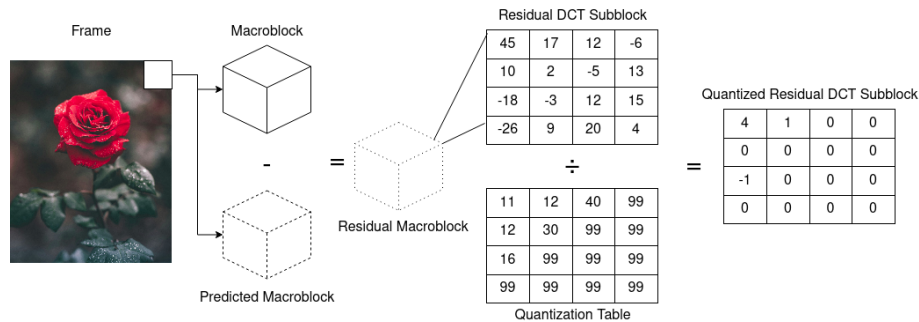 Frame
Macroblock
Residual DCT Subblock
45 17 12 -6
10 2 -5 13
-18 -3 12 15
-26 9 20 4
-
=
÷
=
Residual Macroblock
Predicted Macroblock
11 12 40 99
12 30 99 99
16 99 99 99
99 99 99 99
Quantization Table
Quantized Residual DCT Subblock
4 1 0 0
0 0 0 0
-1 0 0 0
0 0 0 0